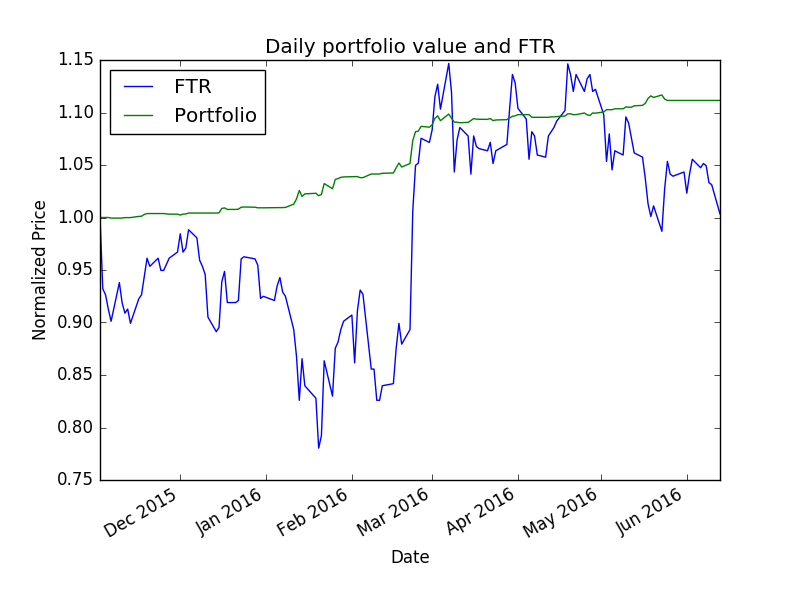 Daily portfolio value and FTR
FTR
Portfolio
1.15
1.10
1.05
1.00
0.95
0.90
0.85
0.80
0.75
Normalized Price
Dec 2015
Jan 2016
Feb 2016
Mar 2016
Apr 2016
May 2016
Jun 2016
Date